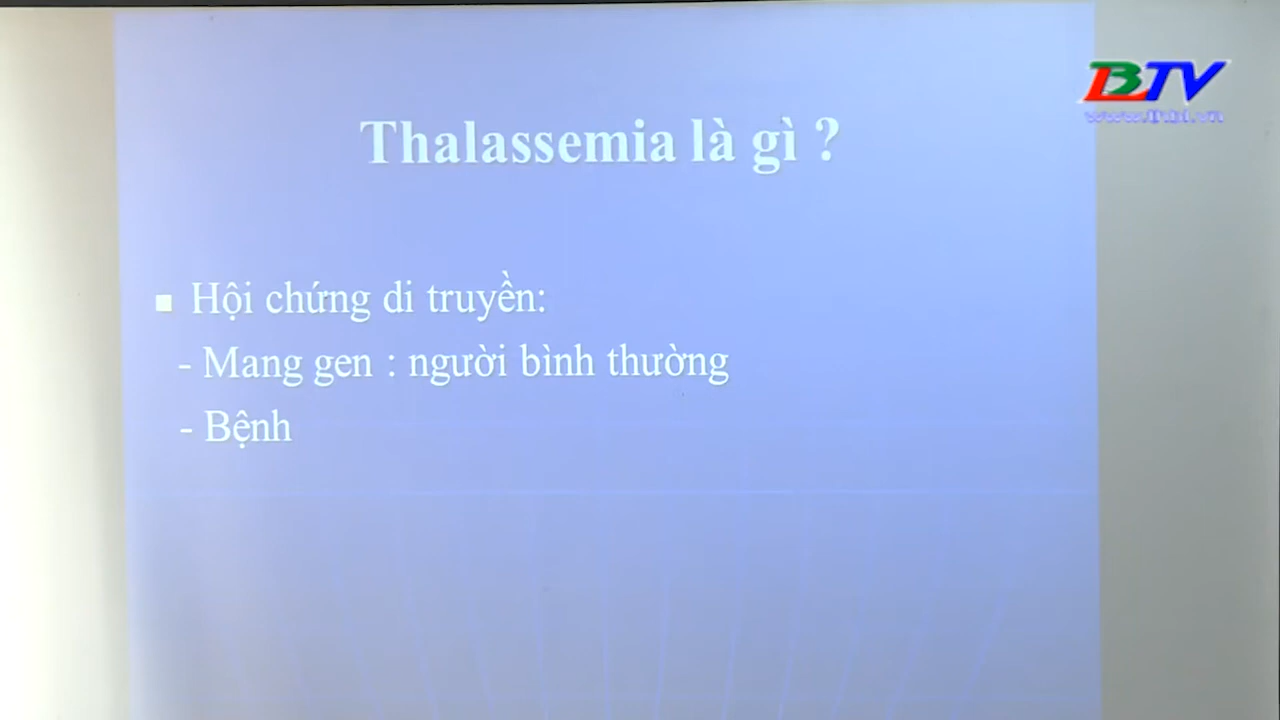 BTV
Thalassemia là gì ?
▪ Hội chứng di truyền:
- Mang gen : người bình thường
- Bệnh